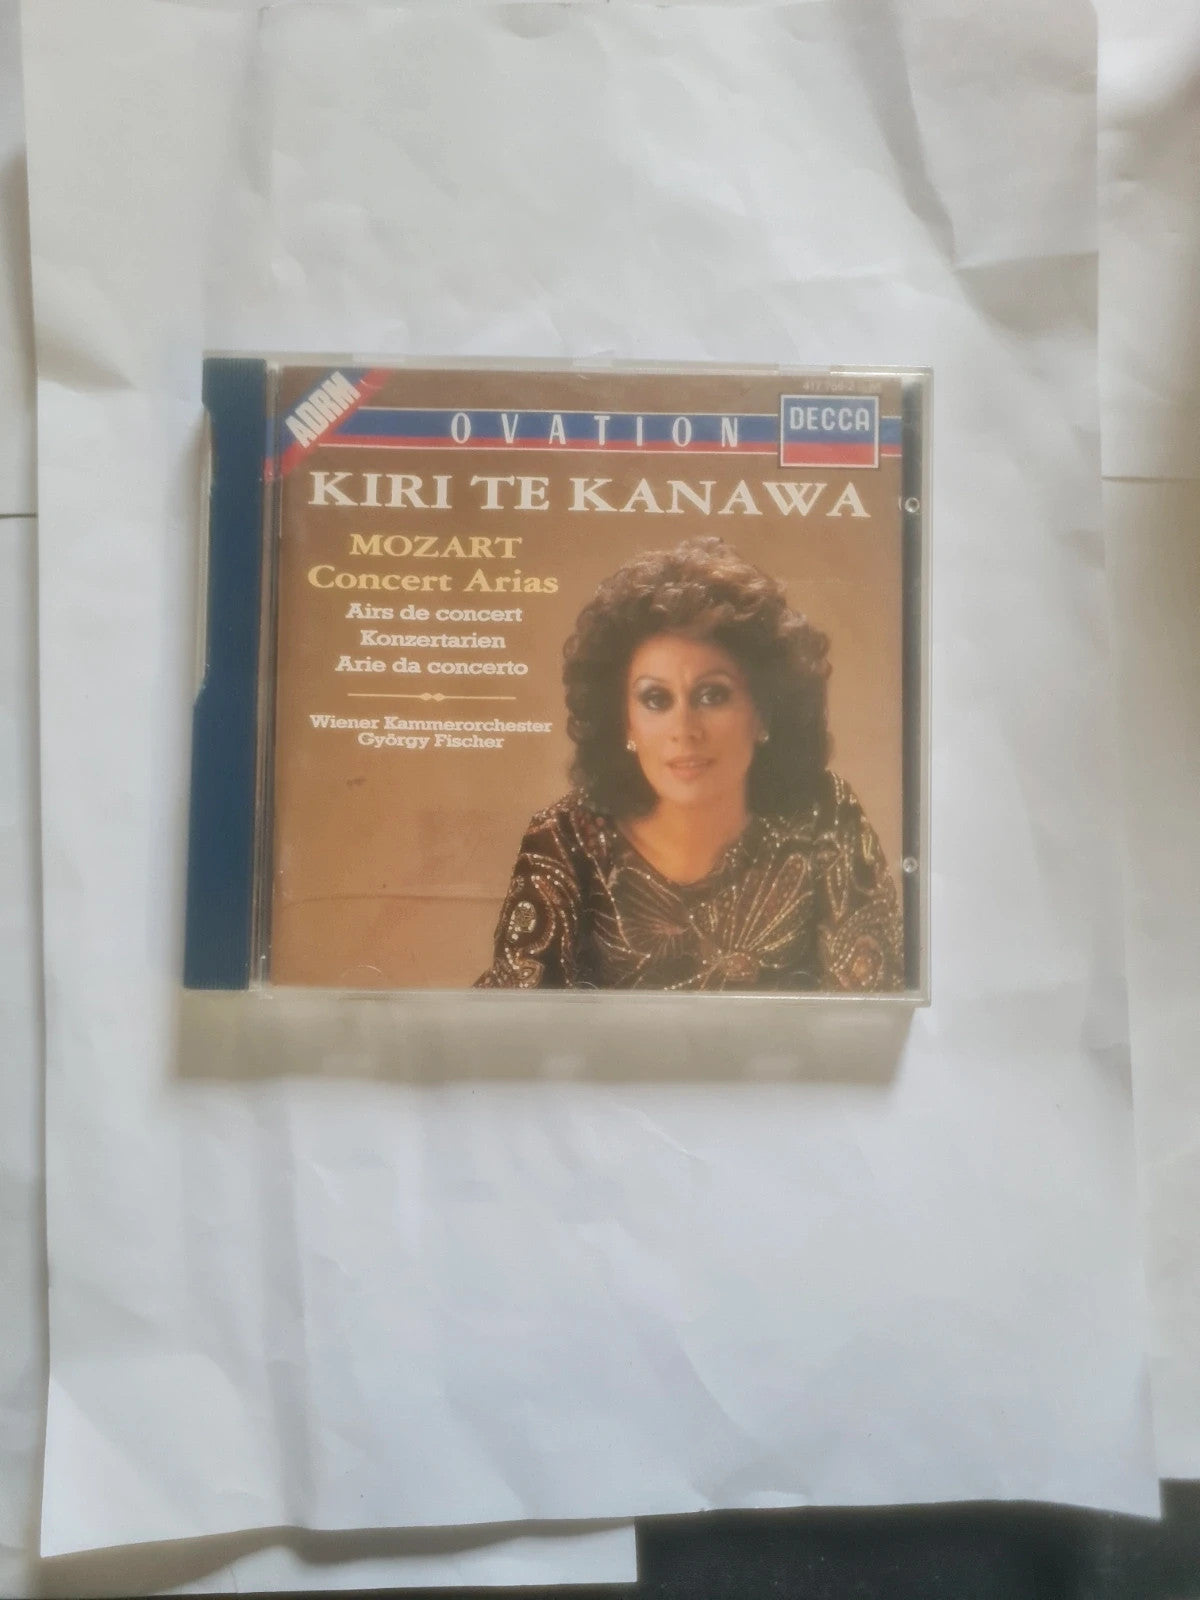 ADRM
OVATION
DECCA
KIRI TE KANAWA
MOZART
Concert Arias
Airs de concert
Konzertarien
Arie da concerto
Wiener Kammerorchester
György Fischer